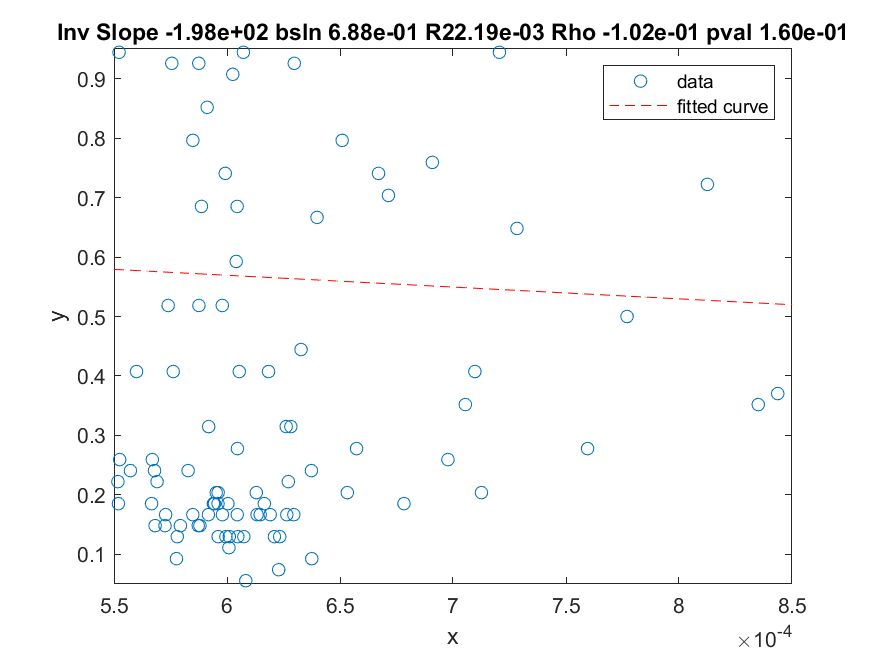 Inv Slope -1.98e+02 bsln 6.88e-01 R22.19e-03 Rho -1.02e-01 pval 1.60e-01
data
fitted curve
0.9
0.8
0.7
0.6
0.5
0.4
0.3
0.2
0.1
y
5.5 6 6.5 7 7.5 8 8.5
x
×10-4